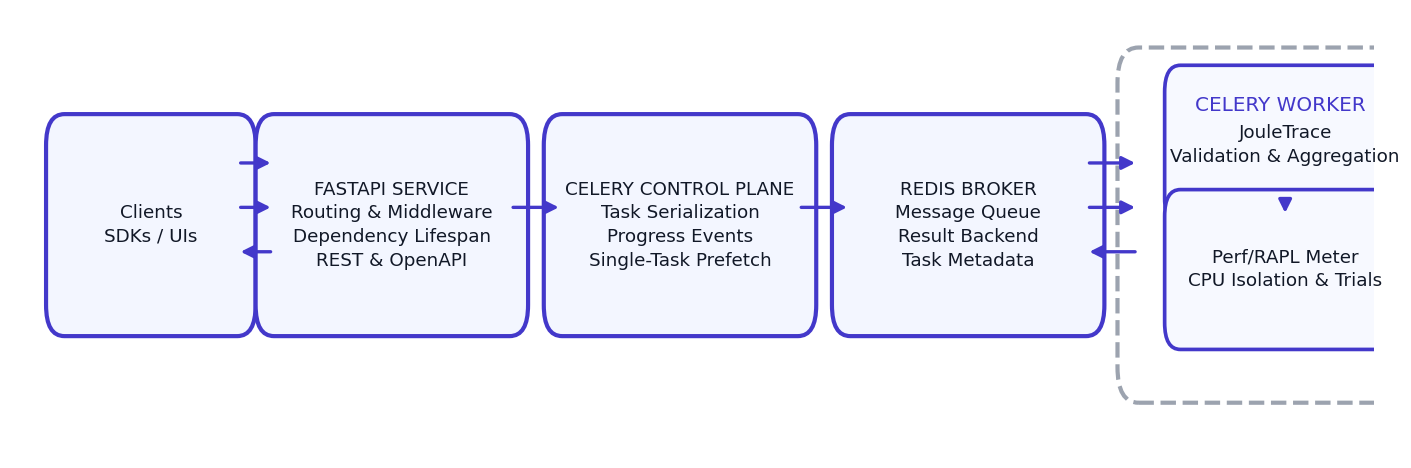 Clients
SDKs / UIs
FASTAPI SERVICE
Routing & Middleware
Dependency Lifespan
REST & OpenAPI
CELERY CONTROL PLANE
Task Serialization
Progress Events
Single-Task Prefetch
REDIS BROKER
Message Queue
Result Backend
Task Metadata
CELERY WORKER
JouleTrace
Validation & Aggregation
Perf/RAPL Meter
CPU Isolation & Trials